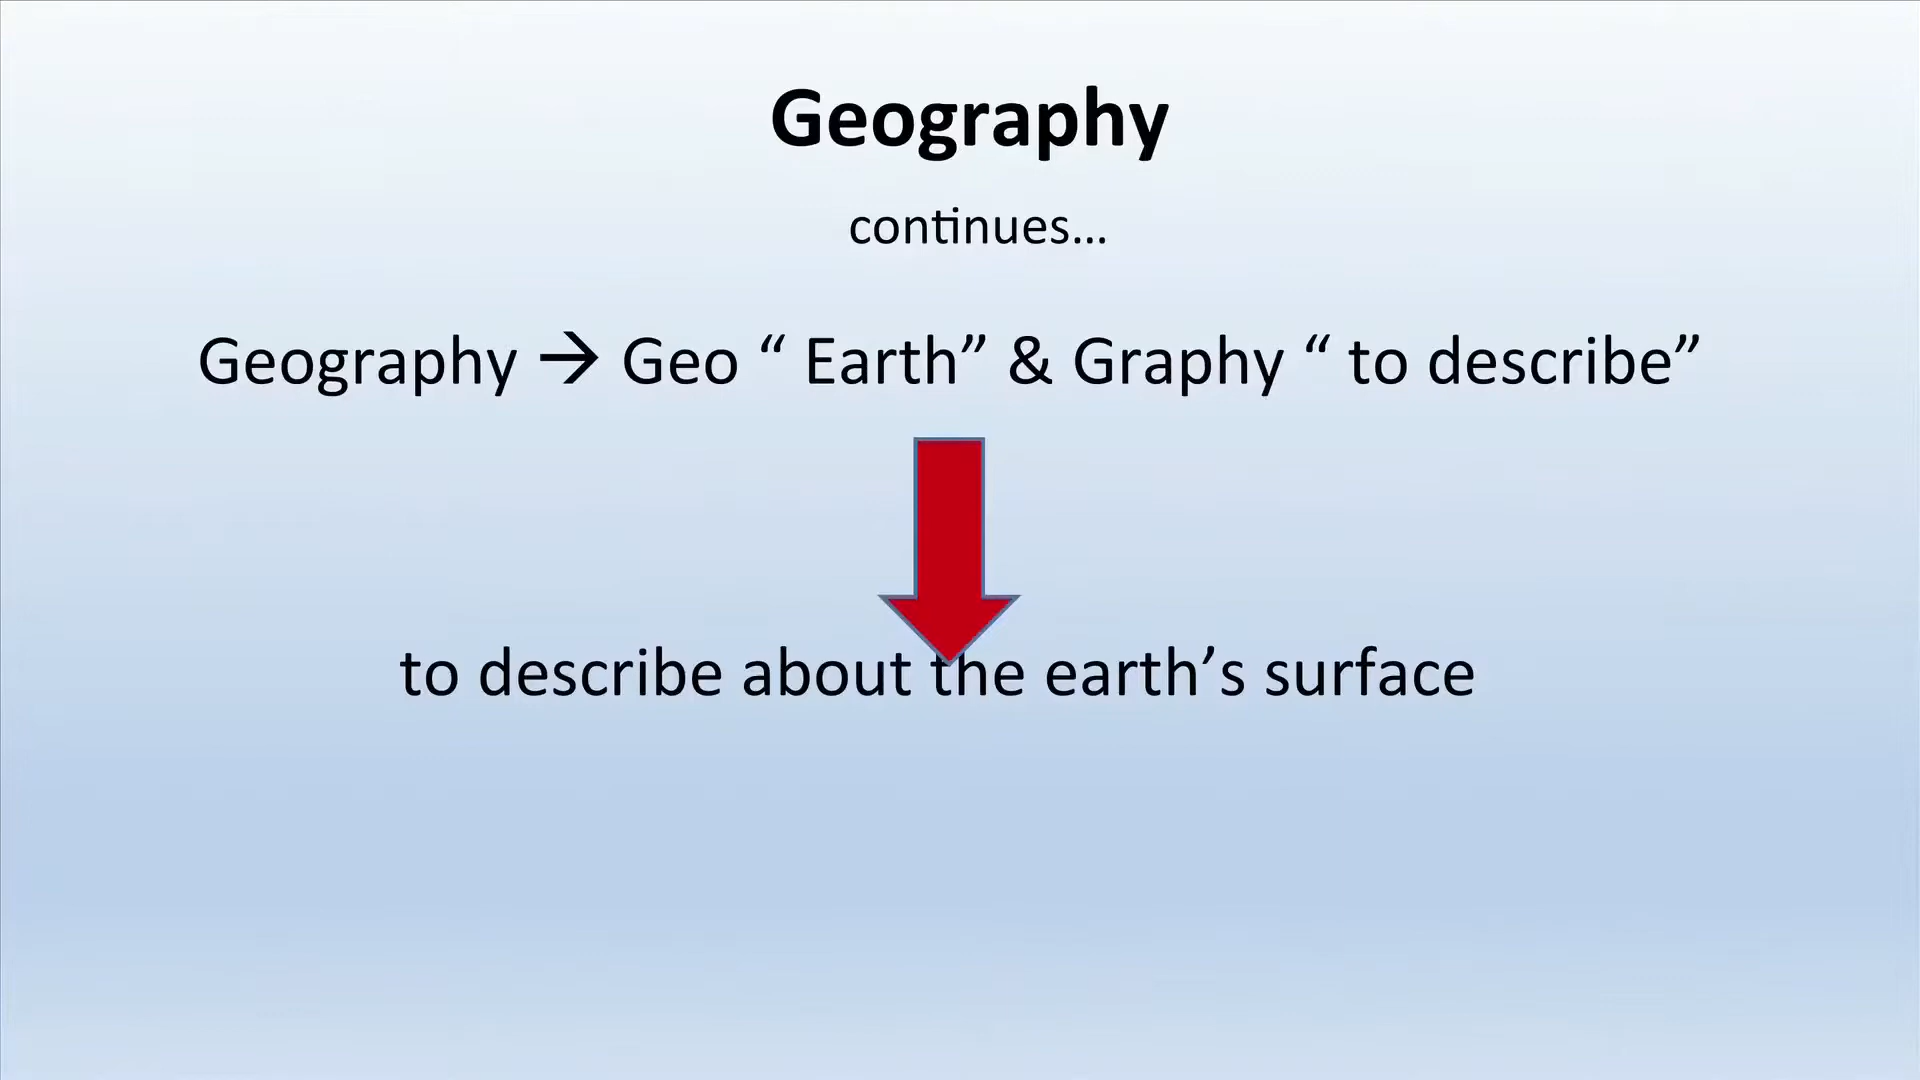 Geography
continues…
Geography → Geo “ Earth” & Graphy “ to describe”
to describe about the earth’s surface